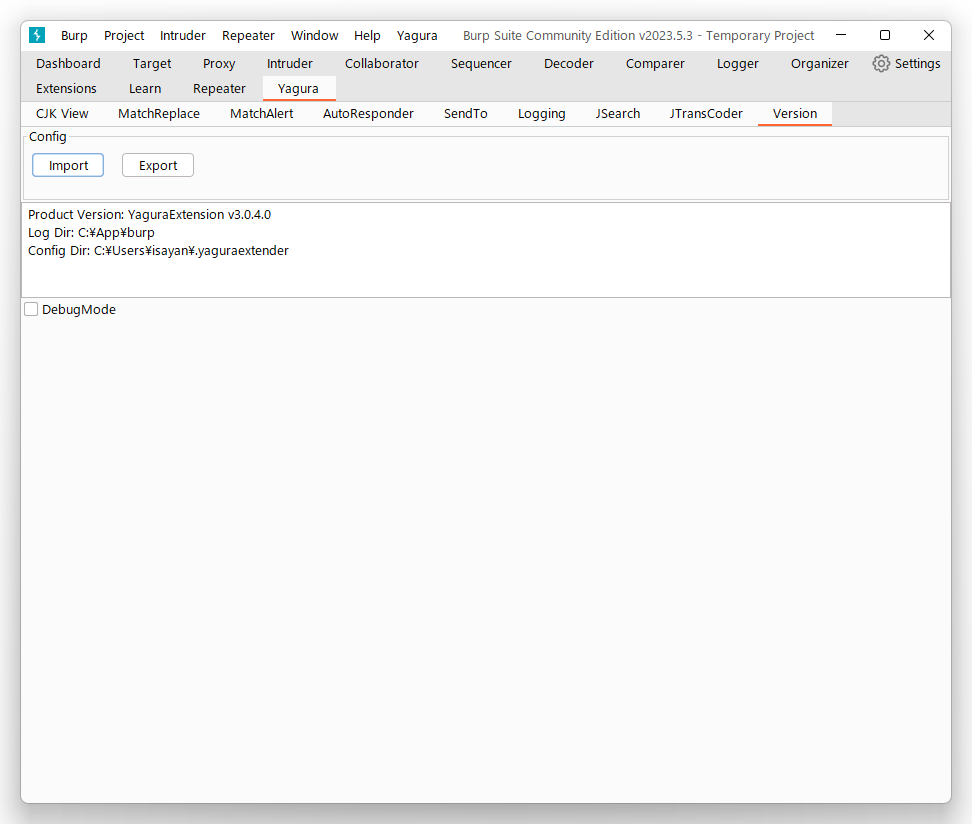 Burp Project Intruder Repeater Window Help Yagura Burp Suite Community Edition v2023.5.3 - Temporary Project
Dashboard Target Proxy Intruder Collaborator Sequencer Decoder Comparer Logger Organizer Settings
Extensions Learn Repeater Yagura
CJK View MatchReplace MatchAlert AutoResponder SendTo Logging JSearch JTransCoder Version
Config
Import Export
Product Version: YaguraExtension v3.0.4.0
Log Dir: C:¥App¥burp
Config Dir: C:¥Users¥isayan¥.yaguraextender
DebugMode